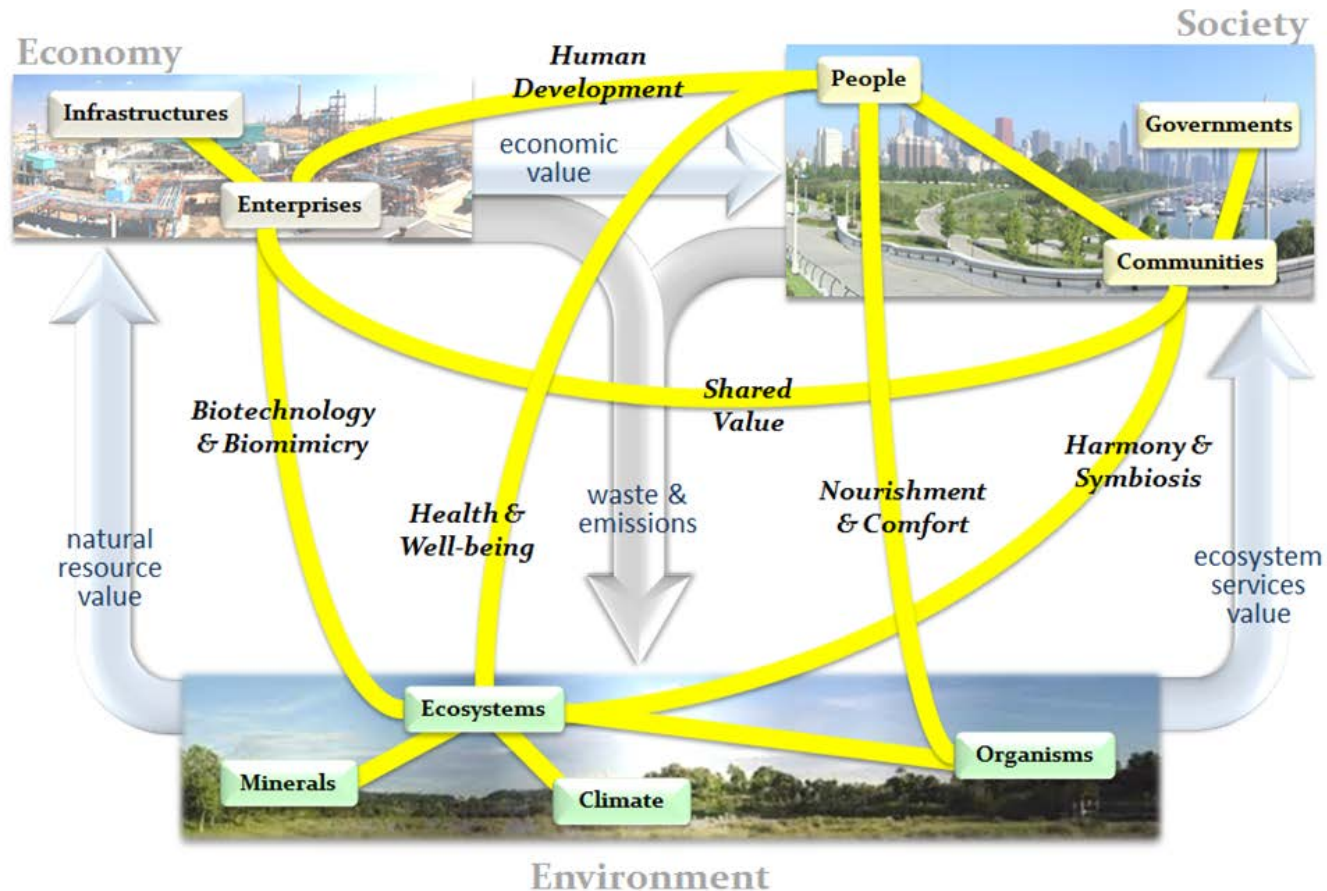 Economy
Society
Human
Development
People
Infrastructures
Governments
economic
value
Enterprises
Communities
Shared
Value
Biotechnology
& Biomimicry
Harmony &
Symbiosis
Health &
Well-being
waste &
emissions
Nourishment
& Comfort
natural
resource
value
ecosystem
services
value
Ecosystems
Organisms
Minerals
Climate
Environment